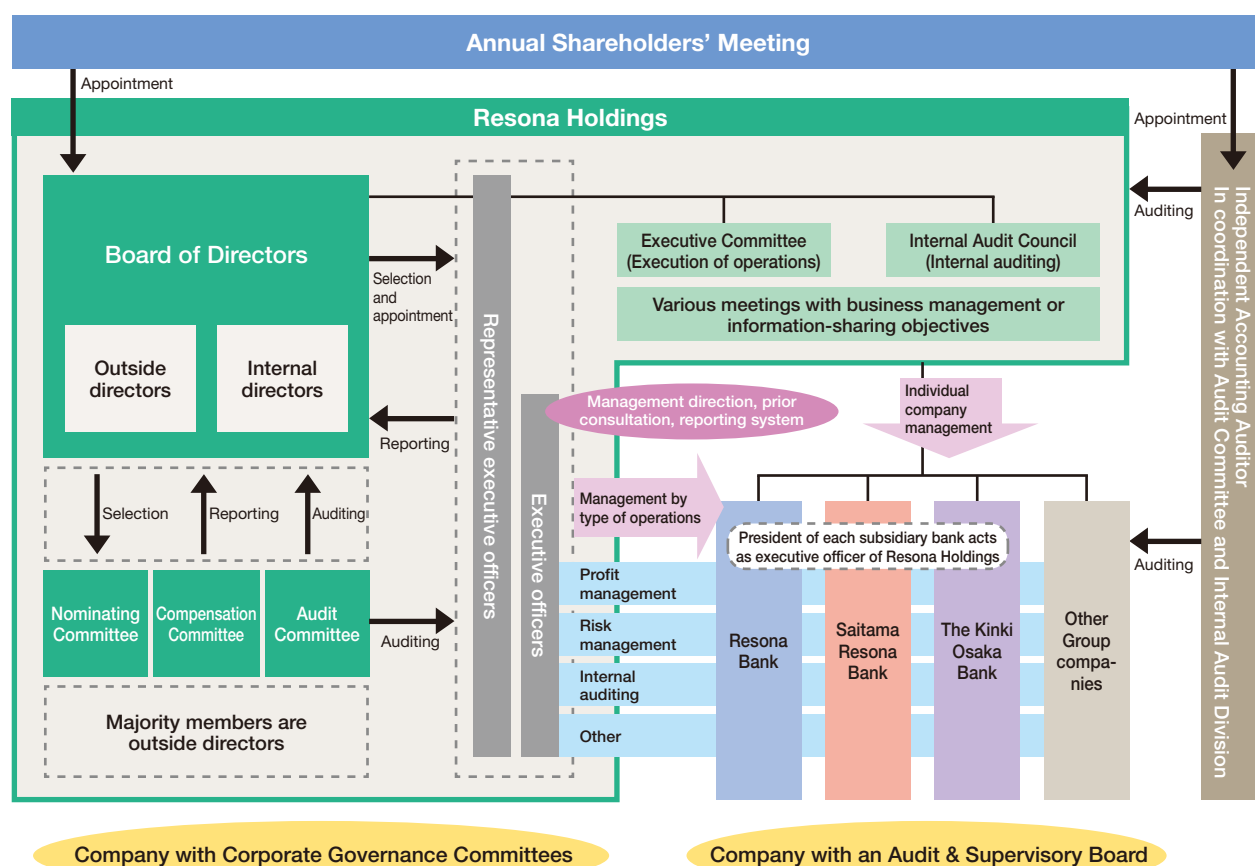 Annual Shareholders' Meeting
Appointment
Resona Holdings
Appointment
Board of Directors
Outside
directors
Internal
directors
Selection
and
appointment
Reporting
Selection
Reporting
Auditing
Nominating
Committee
Compensation
Committee
Audit
Committee
Auditing
Majority members are
outside directors
Representative executive officers
Executive officers
Executive Committee
(Execution of operations)
Internal Audit Council
(Internal auditing)
Various meetings with business management or
information-sharing objectives
Management direction, prior
consultation, reporting system
Individual
company
management
Management by
type of operations
President of each subsidiary bank acts
as executive officer of Resona Holdings
Profit
management
Risk
management
Internal
auditing
Other
Resona
Bank
Saitama
Resona
Bank
The Kinki
Osaka
Bank
Other
Group
compa-
nies
Auditing
Auditing
Independent Accounting Auditor
In coordination with Audit Committee and Internal Audit Division
Company with Corporate Governance Committees
Company with an Audit & Supervisory Board